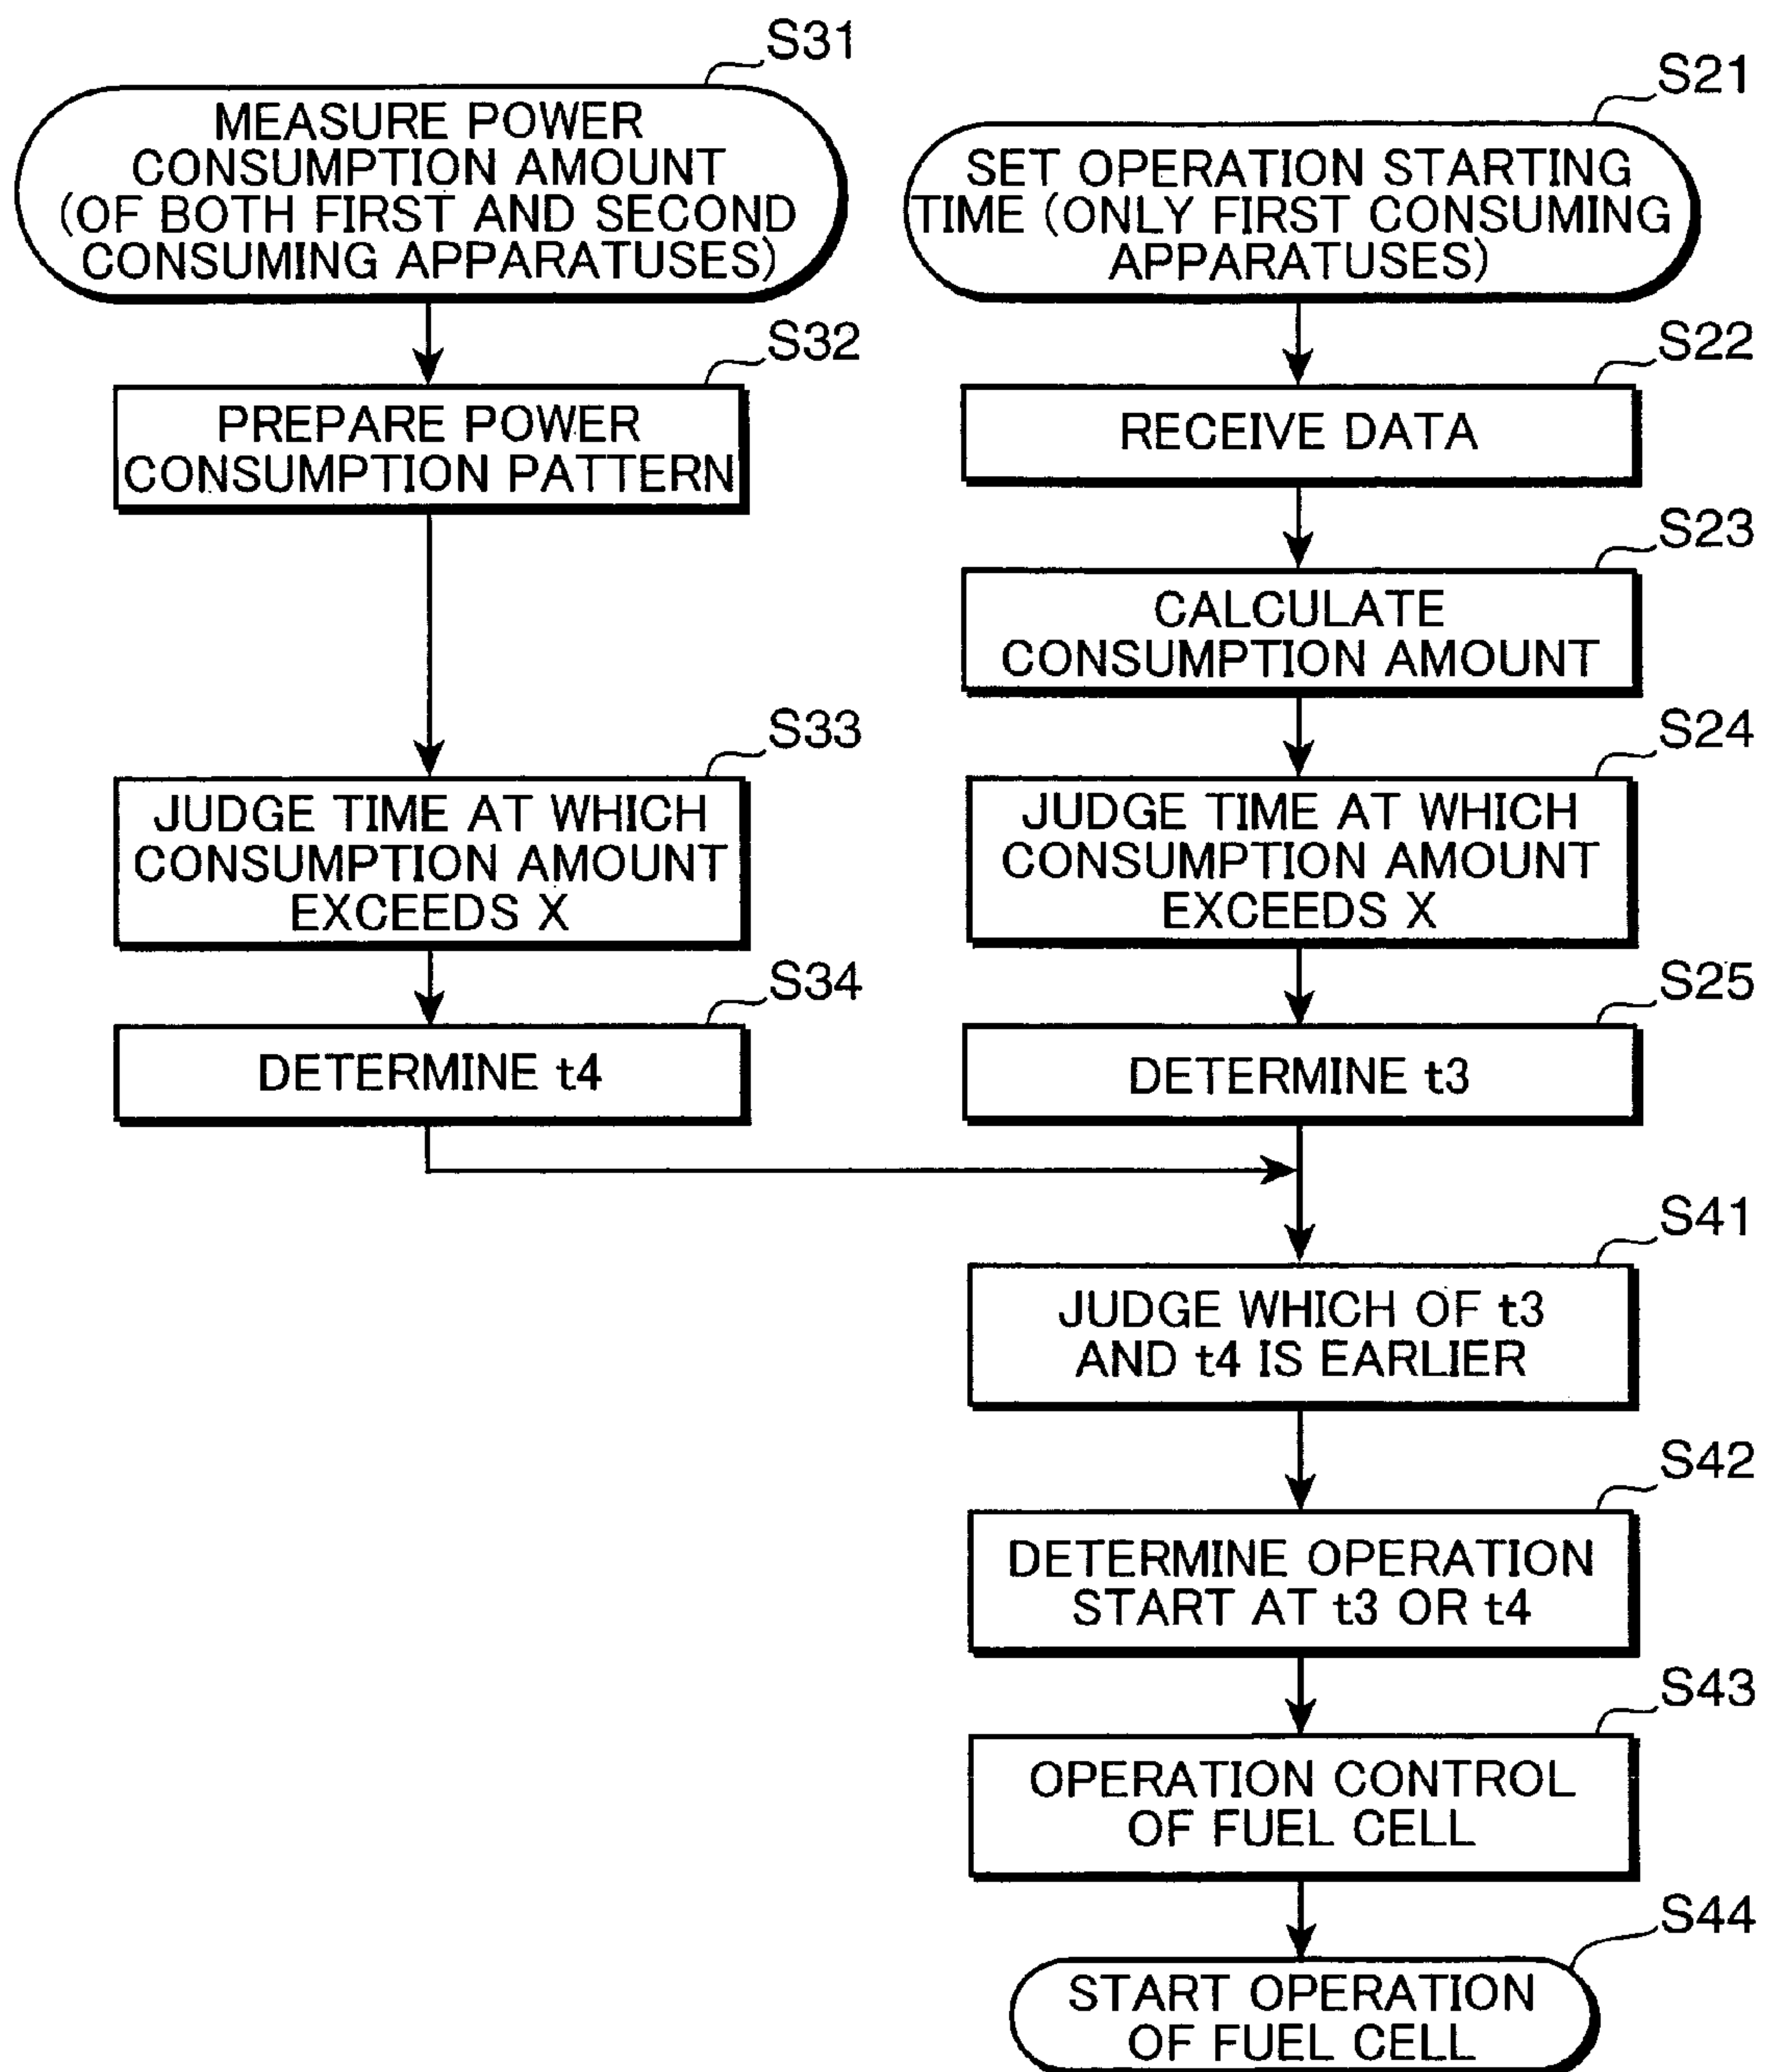 S31
MEASURE POWER
CONSUMPTION AMOUNT
(OF BOTH FIRST AND SECOND
CONSUMING APPARATUSES)
S32
PREPARE POWER
CONSUMPTION PATTERN
S33
JUDGE TIME AT WHICH
CONSUMPTION AMOUNT
EXCEEDS X
S34
DETERMINE t4
S21
SET OPERATION STARTING
TIME (ONLY FIRST CONSUMING
APPARATUSES)
S22
RECEIVE DATA
S23
CALCULATE
CONSUMPTION AMOUNT
S24
JUDGE TIME AT WHICH
CONSUMPTION AMOUNT
EXCEEDS X
S25
DETERMINE t3
S41
JUDGE WHICH OF t3
AND t4 IS EARLIER
S42
DETERMINE OPERATION
START AT t3 OR t4
S43
OPERATION CONTROL
OF FUEL CELL
S44
START OPERATION
OF FUEL CELL